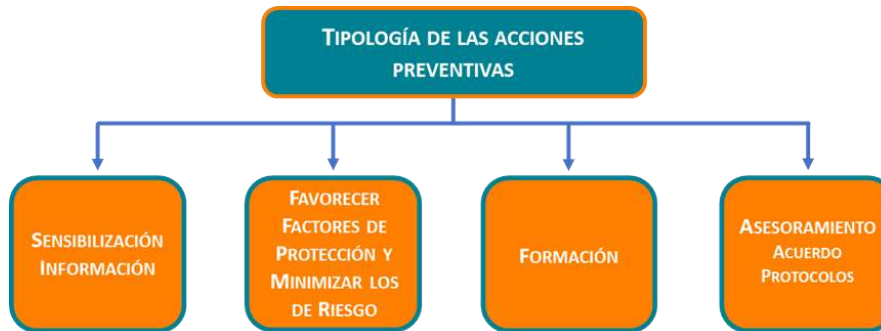 TIPOLOGÍA DE LAS ACCIONES
PREVENTIVAS
SENSIBILIZACIÓN
INFORMACIÓN
FAVORECER
FACTORES DE
PROTECCIÓN Y
MINIMIZAR LOS
DE RIESGO
FORMACIÓN
ASESORAMIENTO
ACUERDO
PROTOCOLOS